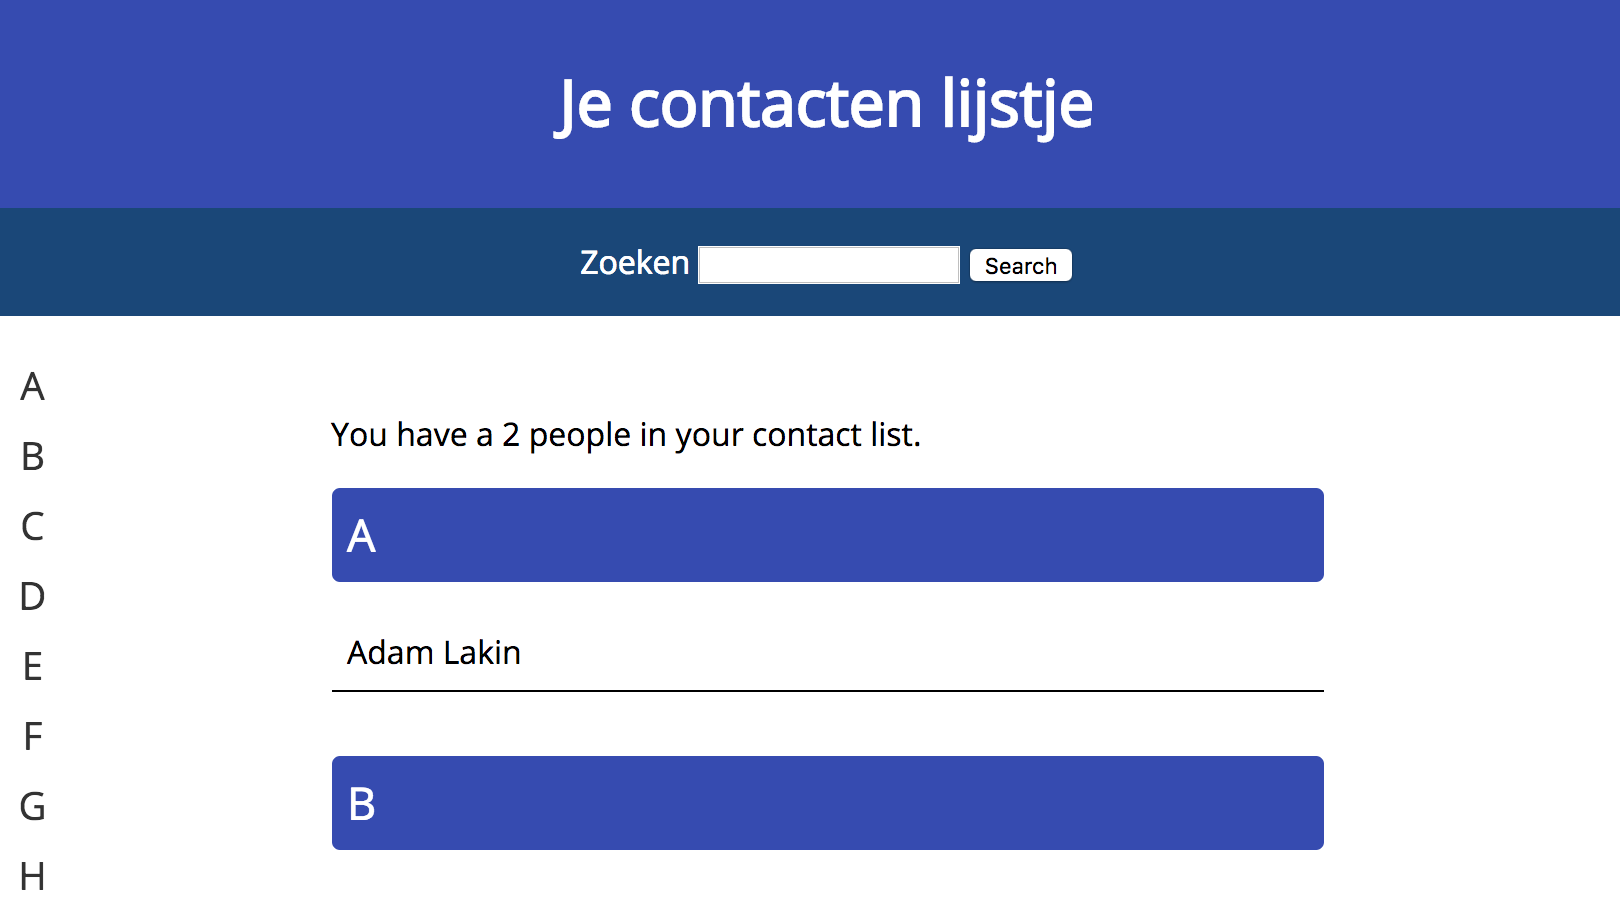 Je contacten lijstje
Zoeken Search
A
B
C
D
E
F
G
H
You have a 2 people in your contact list.
A
Adam Lakin
B